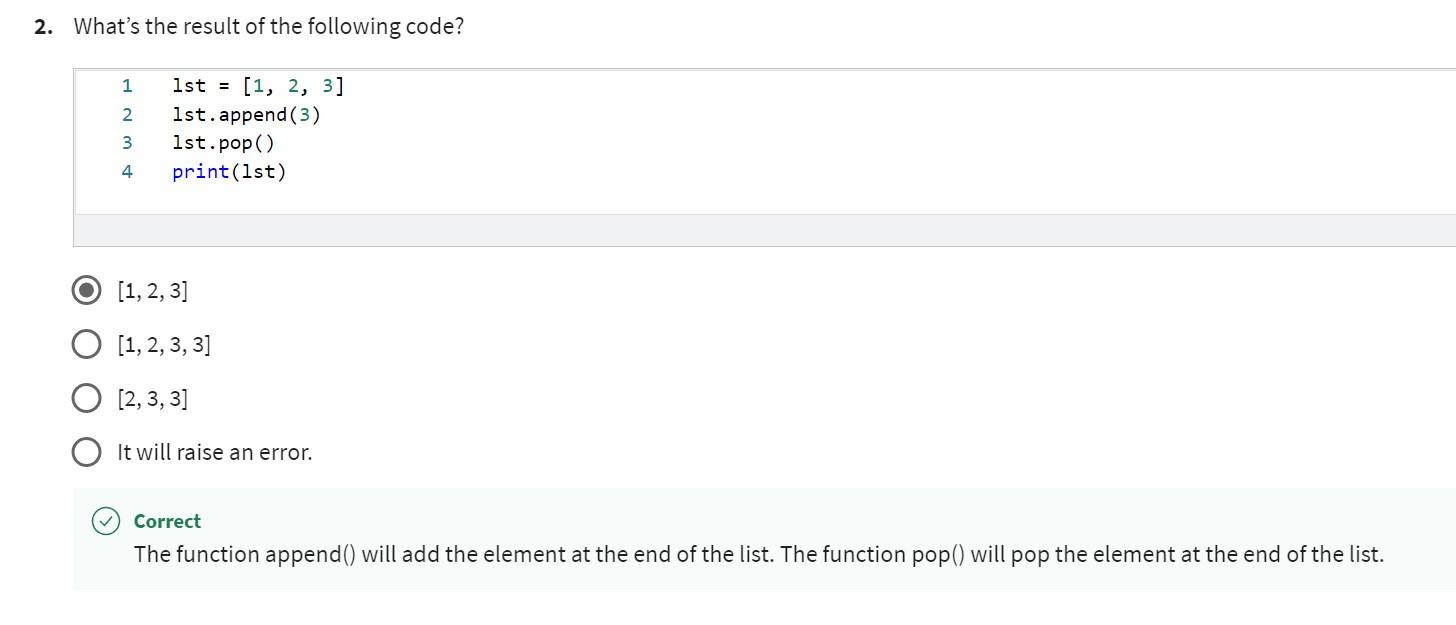 2. What’s the result of the following code?
1 lst = [1, 2, 3]
2 lst.append(3)
3 lst.pop()
4 print(lst)
[1, 2, 3]
[1, 2, 3, 3]
[2, 3, 3]
It will raise an error.
Correct
The function append() will add the element at the end of the list. The function pop() will pop the element at the end of the list.